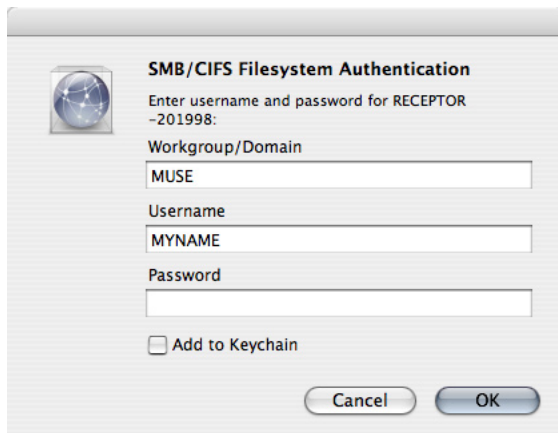 SMB/CIFS Filesystem Authentication
Enter username and password for RECEPTOR
-201998:
Workgroup/Domain
MUSE
Username
MYNAME
Password
Add to Keychain
Cancel OK